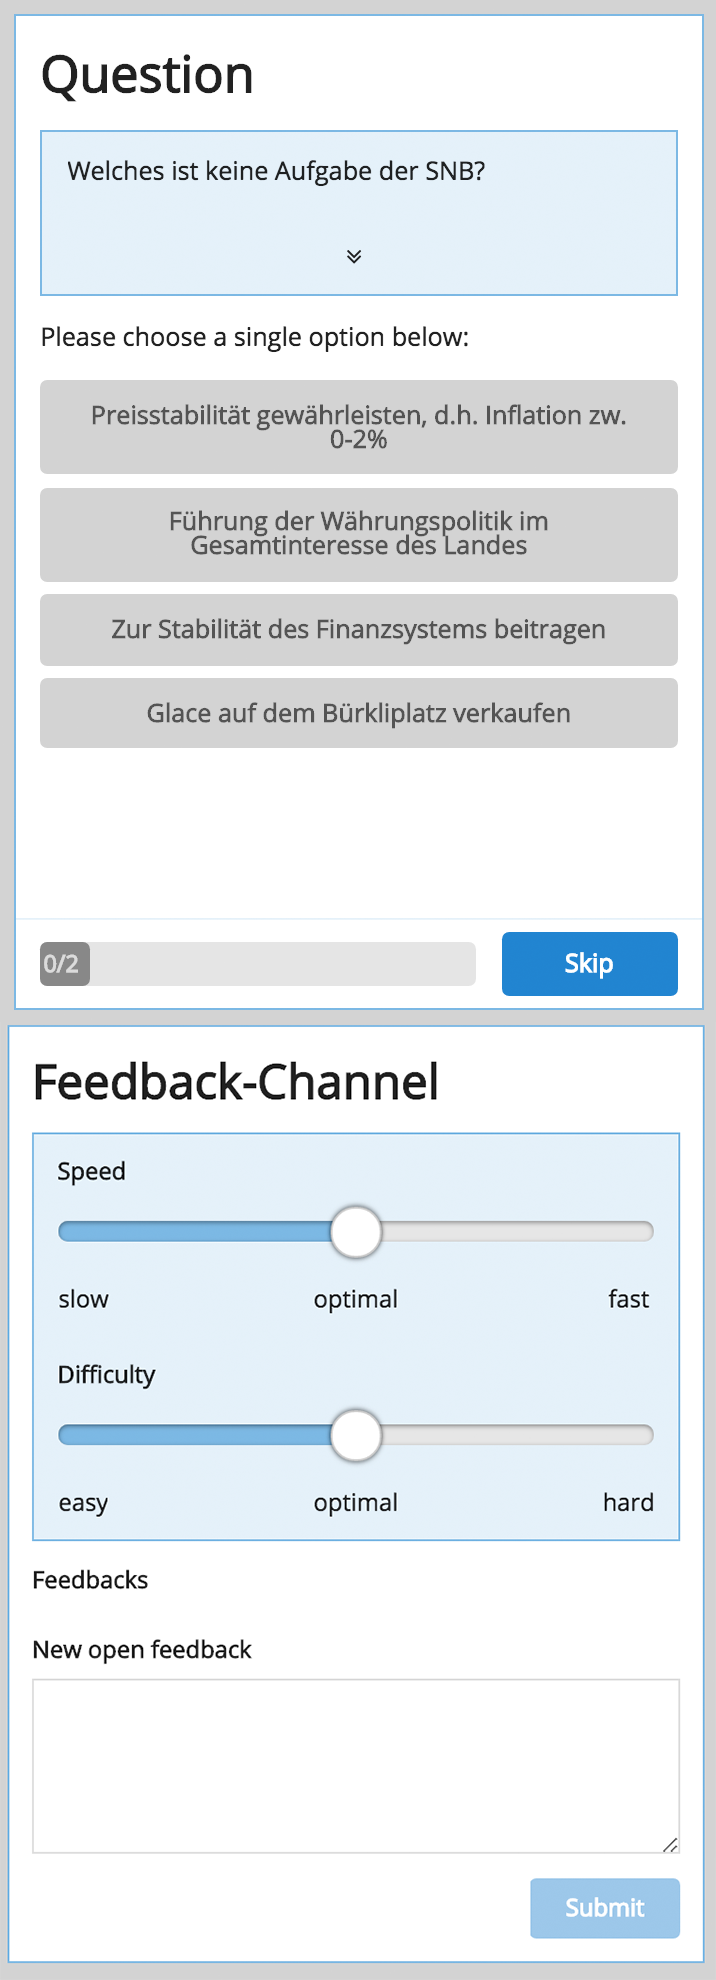 Question
Welches ist keine Aufgabe der SNB?
Please choose a single option below:
Preisstabilität gewährleisten, d.h. Inflation zw.
0-2%
Führung der Währungspolitik im
Gesamtinteresse des Landes
Zur Stabilität des Finanzsystems beitragen
Glace auf dem Bürkliplatz verkaufen
0/2
Skip
Feedback-Channel
Speed
slow optimal fast
Difficulty
easy optimal hard
Feedbacks
New open feedback
Submit